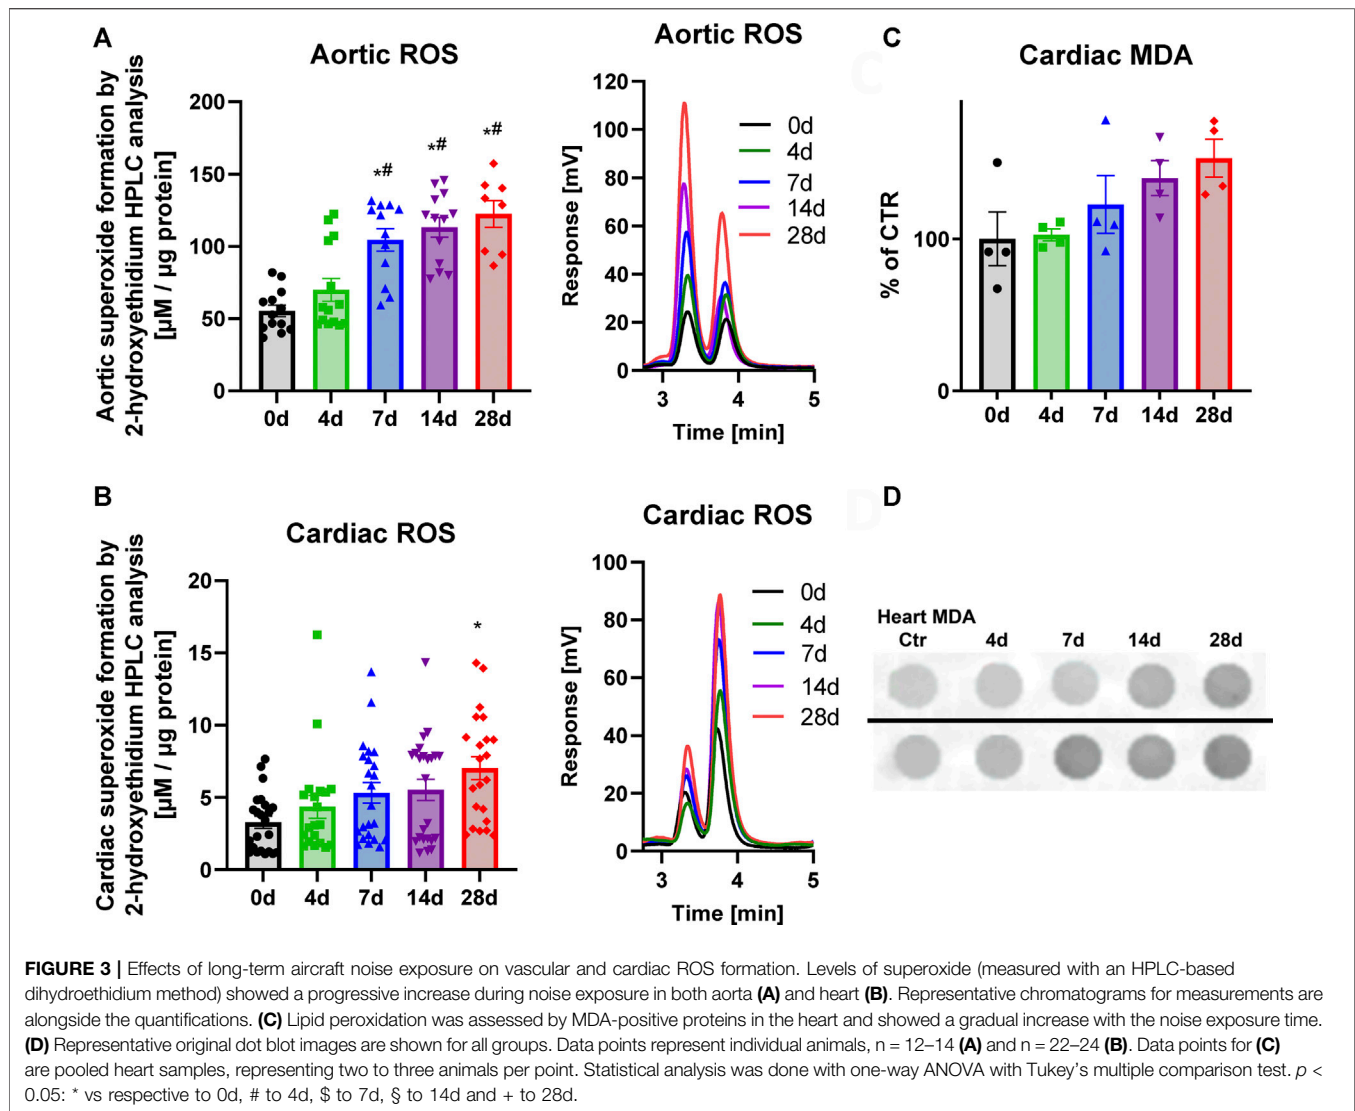 A
Aortic ROS
Aortic superoxide formation by
2-hydroxyethidium HPLC analysis
[µM / µg protein]
200
150
100
50
0
*#
*#
*#
0d
4d
7d
14d
28d
Aortic ROS
Response [mV]
120
100
80
60
40
20
0
0d
4d
7d
14d
28d
3
4
5
Time [min]
C
C
Cardiac MDA
% of CTR
100
0
0d
4d
7d
14d
28d
B
Cardiac ROS
Cardiac superoxide formation by
2-hydroxyethidium HPLC analysis
[µM / µg protein]
20
15
10
5
0
*
0d
4d
7d
14d
28d
Cardiac ROS
Response [mV]
100
80
60
40
20
0
0d
4d
7d
14d
28d
3
4
5
Time [min]
D
D
Heart MDA
Ctr 4d 7d 14d 28d
FIGURE 3 | Effects of long-term aircraft noise exposure on vascular and cardiac ROS formation. Levels of superoxide (measured with an HPLC-based
dihydroethidium method) showed a progressive increase during noise exposure in both aorta (A) and heart (B). Representative chromatograms for measurements are
alongside the quantifications. (C) Lipid peroxidation was assessed by MDA-positive proteins in the heart and showed a gradual increase with the noise exposure time.
(D) Representative original dot blot images are shown for all groups. Data points represent individual animals, n = 12–14 (A) and n = 22–24 (B). Data points for (C)
are pooled heart samples, representing two to three animals per point. Statistical analysis was done with one-way ANOVA with Tukey's multiple comparison test. p <
0.05: * vs respective to 0d, # to 4d, $ to 7d, § to 14d and + to 28d.